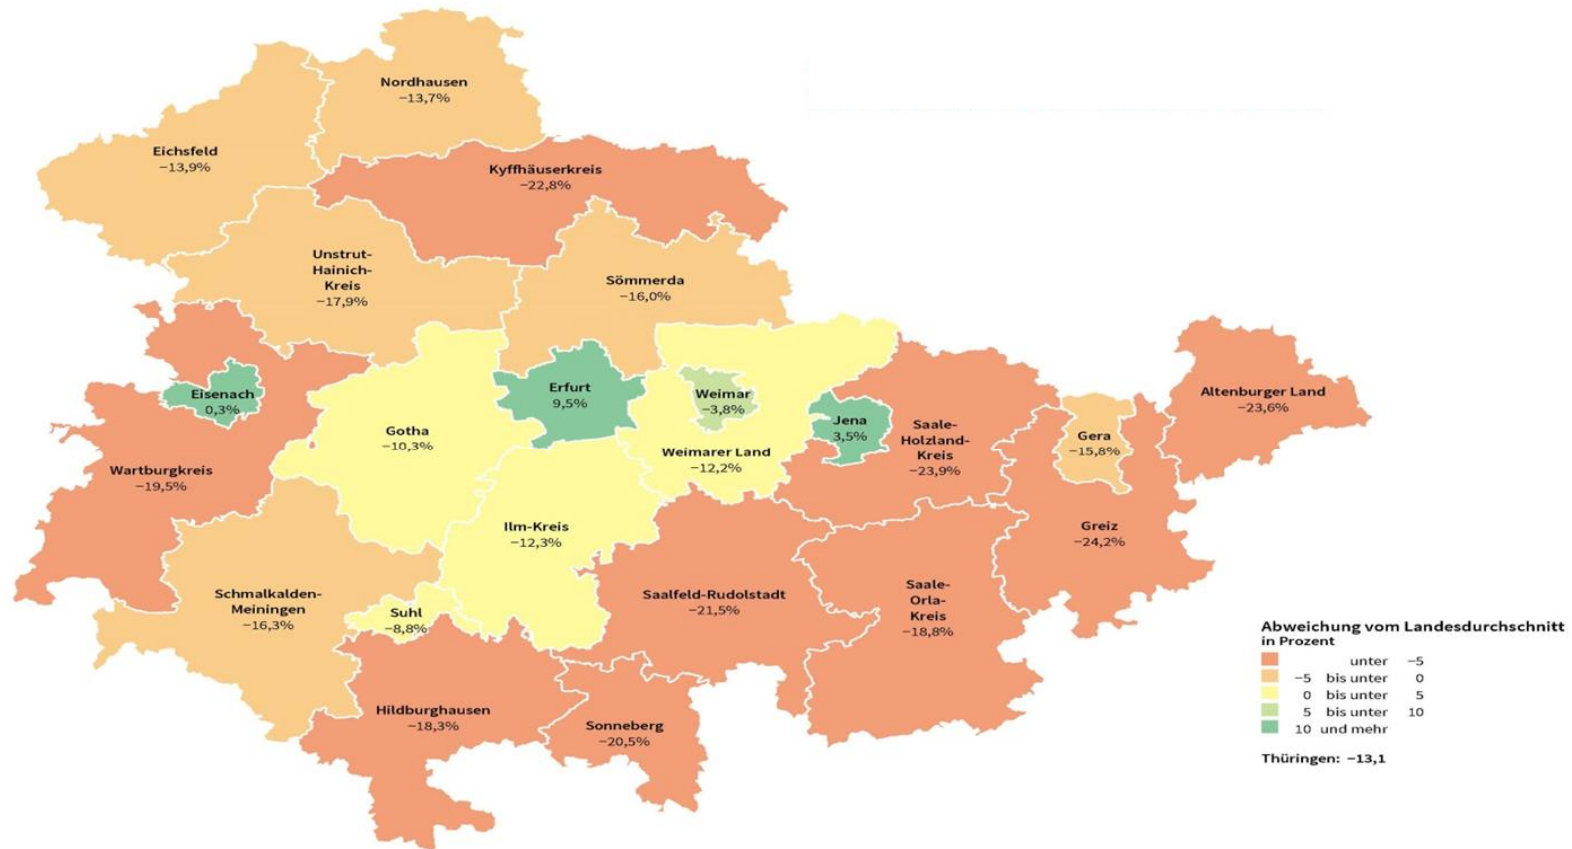 Nordhausen
−13,7%
Eichsfeld
−13,9%
Kyffhäuserkreis
−22,8%
Unstrut-
Hainich-
Kreis
−17,9%
Sömmerda
−16,0%
Eisenach
0,3%
Erfurt
9,5%
Weimar
−3,8%
Jena
3,5%
Altenburger Land
−23,6%
Gotha
−10,3%
Weimarer Land
−12,2%
Saale-
Holzland-
Kreis
−23,9%
Gera
−15,8%
Wartburgkreis
−19,5%
Ilm-Kreis
−12,3%
Greiz
−24,2%
Schmalkalden-
Meiningen
−16,3%
Suhl
−8,8%
Saalfeld-Rudolstadt
−21,5%
Saale-
Orla-
Kreis
−18,8%
Hildburghausen
−18,3%
Sonneberg
−20,5%
Abweichung vom Landesdurchschnitt
in Prozent
unter −5
−5 bis unter 0
0 bis unter 5
5 bis unter 10
10 und mehr
Thüringen: −13,1